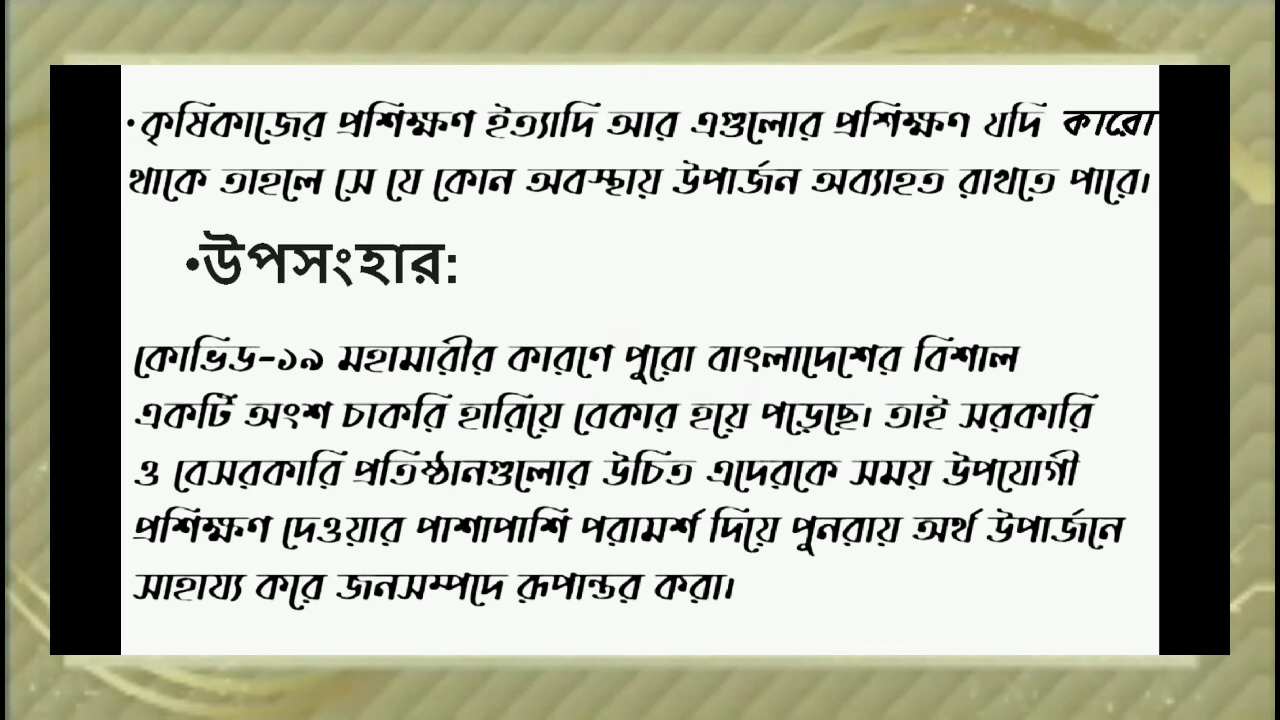 •কৃষিকাজের প্রশিক্ষণ ইত্যাদি আর এগুলোর প্রশিক্ষণ যদি কারো
থাকে তাহলে সে যে কোন অবস্থায় উপার্জন অব্যাহত রাখতে পারে।
•উপসংহার:
কোভিড-১৯ মহামারীর কারণে পুরো বাংলাদেশের বিশাল
একটি অংশ চাকরি হারিয়ে বেকার হয়ে পড়েছে। তাই সরকারি
ও বেসরকারি প্রতিষ্ঠানগুলোর উচিত এদেরকে সময় উপযোগী
প্রশিক্ষণ দেওয়ার পাশাপাশি পরামর্শ দিয়ে পুনরায় অর্থ উপার্জনে
সাহায্য করে জনসম্পদে রূপান্তর করা।